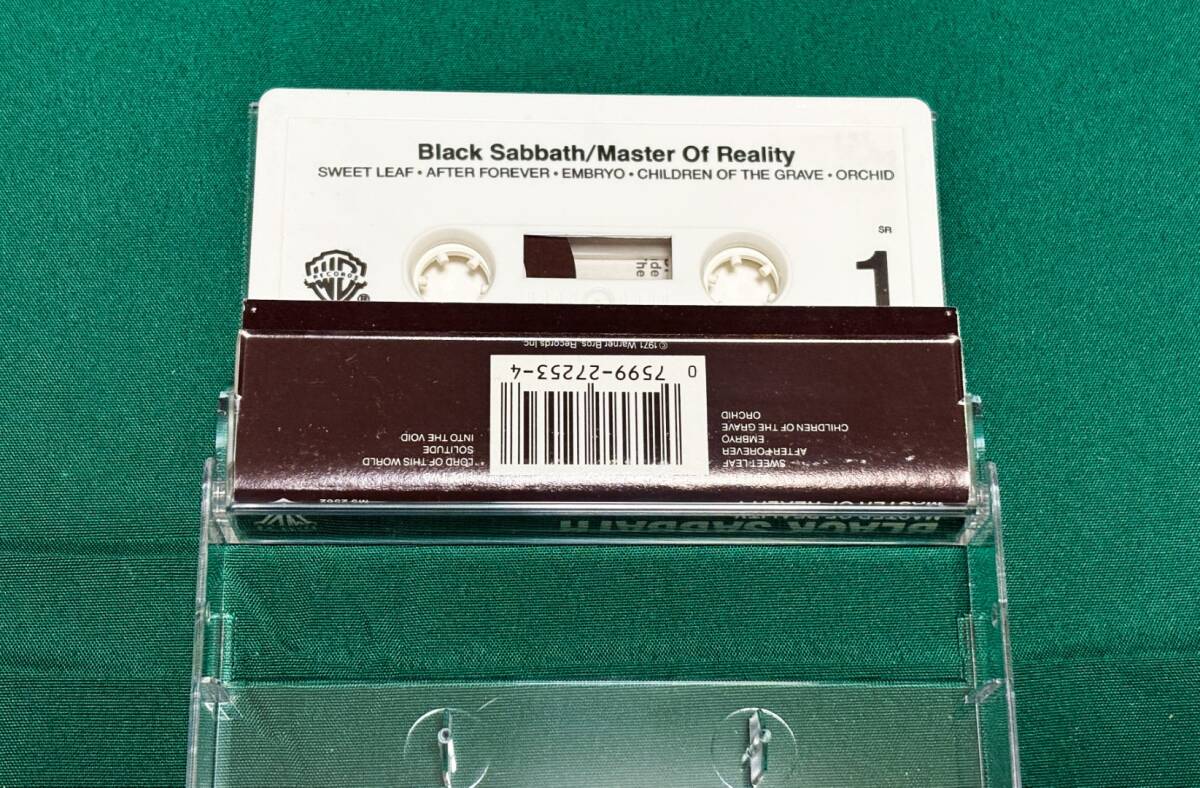 Black Sabbath/Master Of Reality
SWEET LEAF • AFTER FOREVER • EMBRYO • CHILDREN OF THE GRAVE • ORCHID
SR
1
RECORDS
®
BLACK SABBATH
MASTER OF REALITY
SWEET LEAF
AFTER FOREVER
EMBRYO
CHILDREN OF THE GRAVE
ORCHID
0 7599-27253-4
LORD OF THIS WORLD
SOLITUDE
INTO THE VOID
© 1971 Warner Bros. Records Inc.